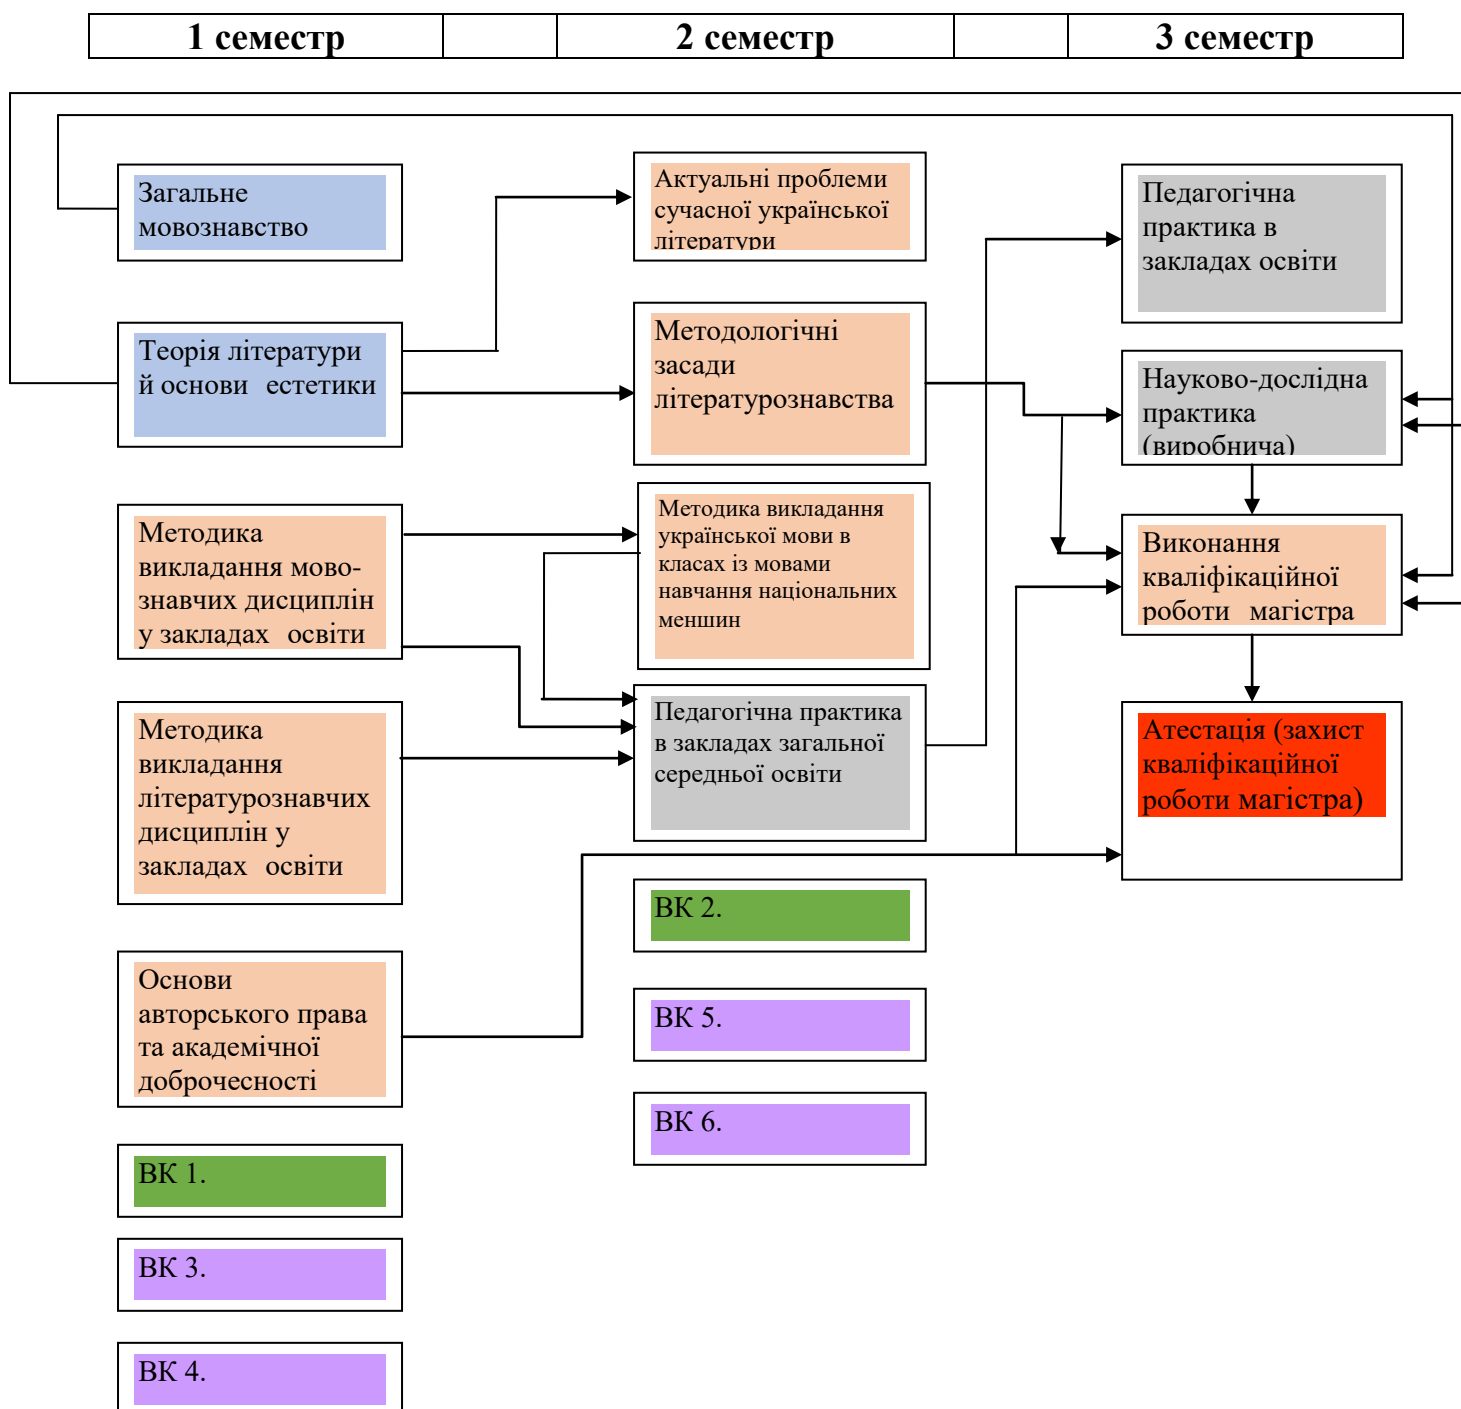 1 семестр
2 семестр
3 семестр
Загальне
мовознавство
Теорія літератури
й основи естетики
Методика
викладання мово-
знавчих дисциплін
у закладах освіти
Методика
викладання
літературознавчих
дисциплін у
закладах освіти
Основи
авторського права
та академічної
доброчесності
ВК 1.
ВК 3.
ВК 4.
Актуальні проблеми
сучасної української
літератури
Методологічні
засади
літературознавства
Методика викладання
української мови в
класах із мовами
навчання національних
меншин
Педагогічна практика
в закладах загальної
середньої освіти
ВК 2.
ВК 5.
ВК 6.
Педагогічна
практика в
закладах освіти
Науково-дослідна
практика
(виробнича)
Виконання
кваліфікаційної
роботи магістра
Атестація (захист
кваліфікаційної
роботи магістра)